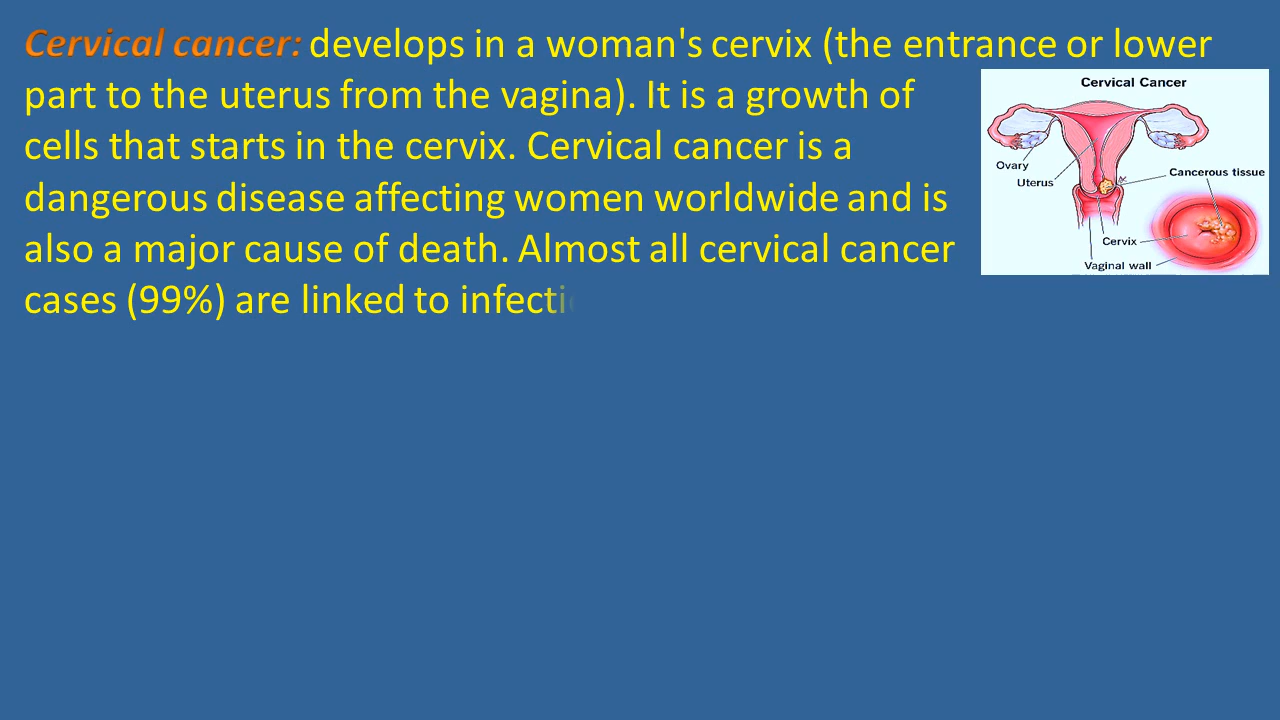 Cervical cancer: develops in a woman's cervix (the entrance or lower
part to the uterus from the vagina). It is a growth of
cells that starts in the cervix. Cervical cancer is a
dangerous disease affecting women worldwide and is
also a major cause of death. Almost all cervical cancer
cases (99%) are linked to
Cervical Cancer
Ovary
Uterus
Cancerous tissue
Cervix
Vaginal wall